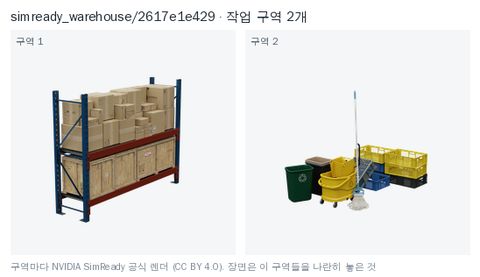 simready_warehouse/2617e1e429 · 작업 구역 2개
구역 1
구역 2
구역마다 NVIDIA SimReady 공식 렌더 (CC BY 4.0). 장면은 이 구역들을 나란히 놓은 것